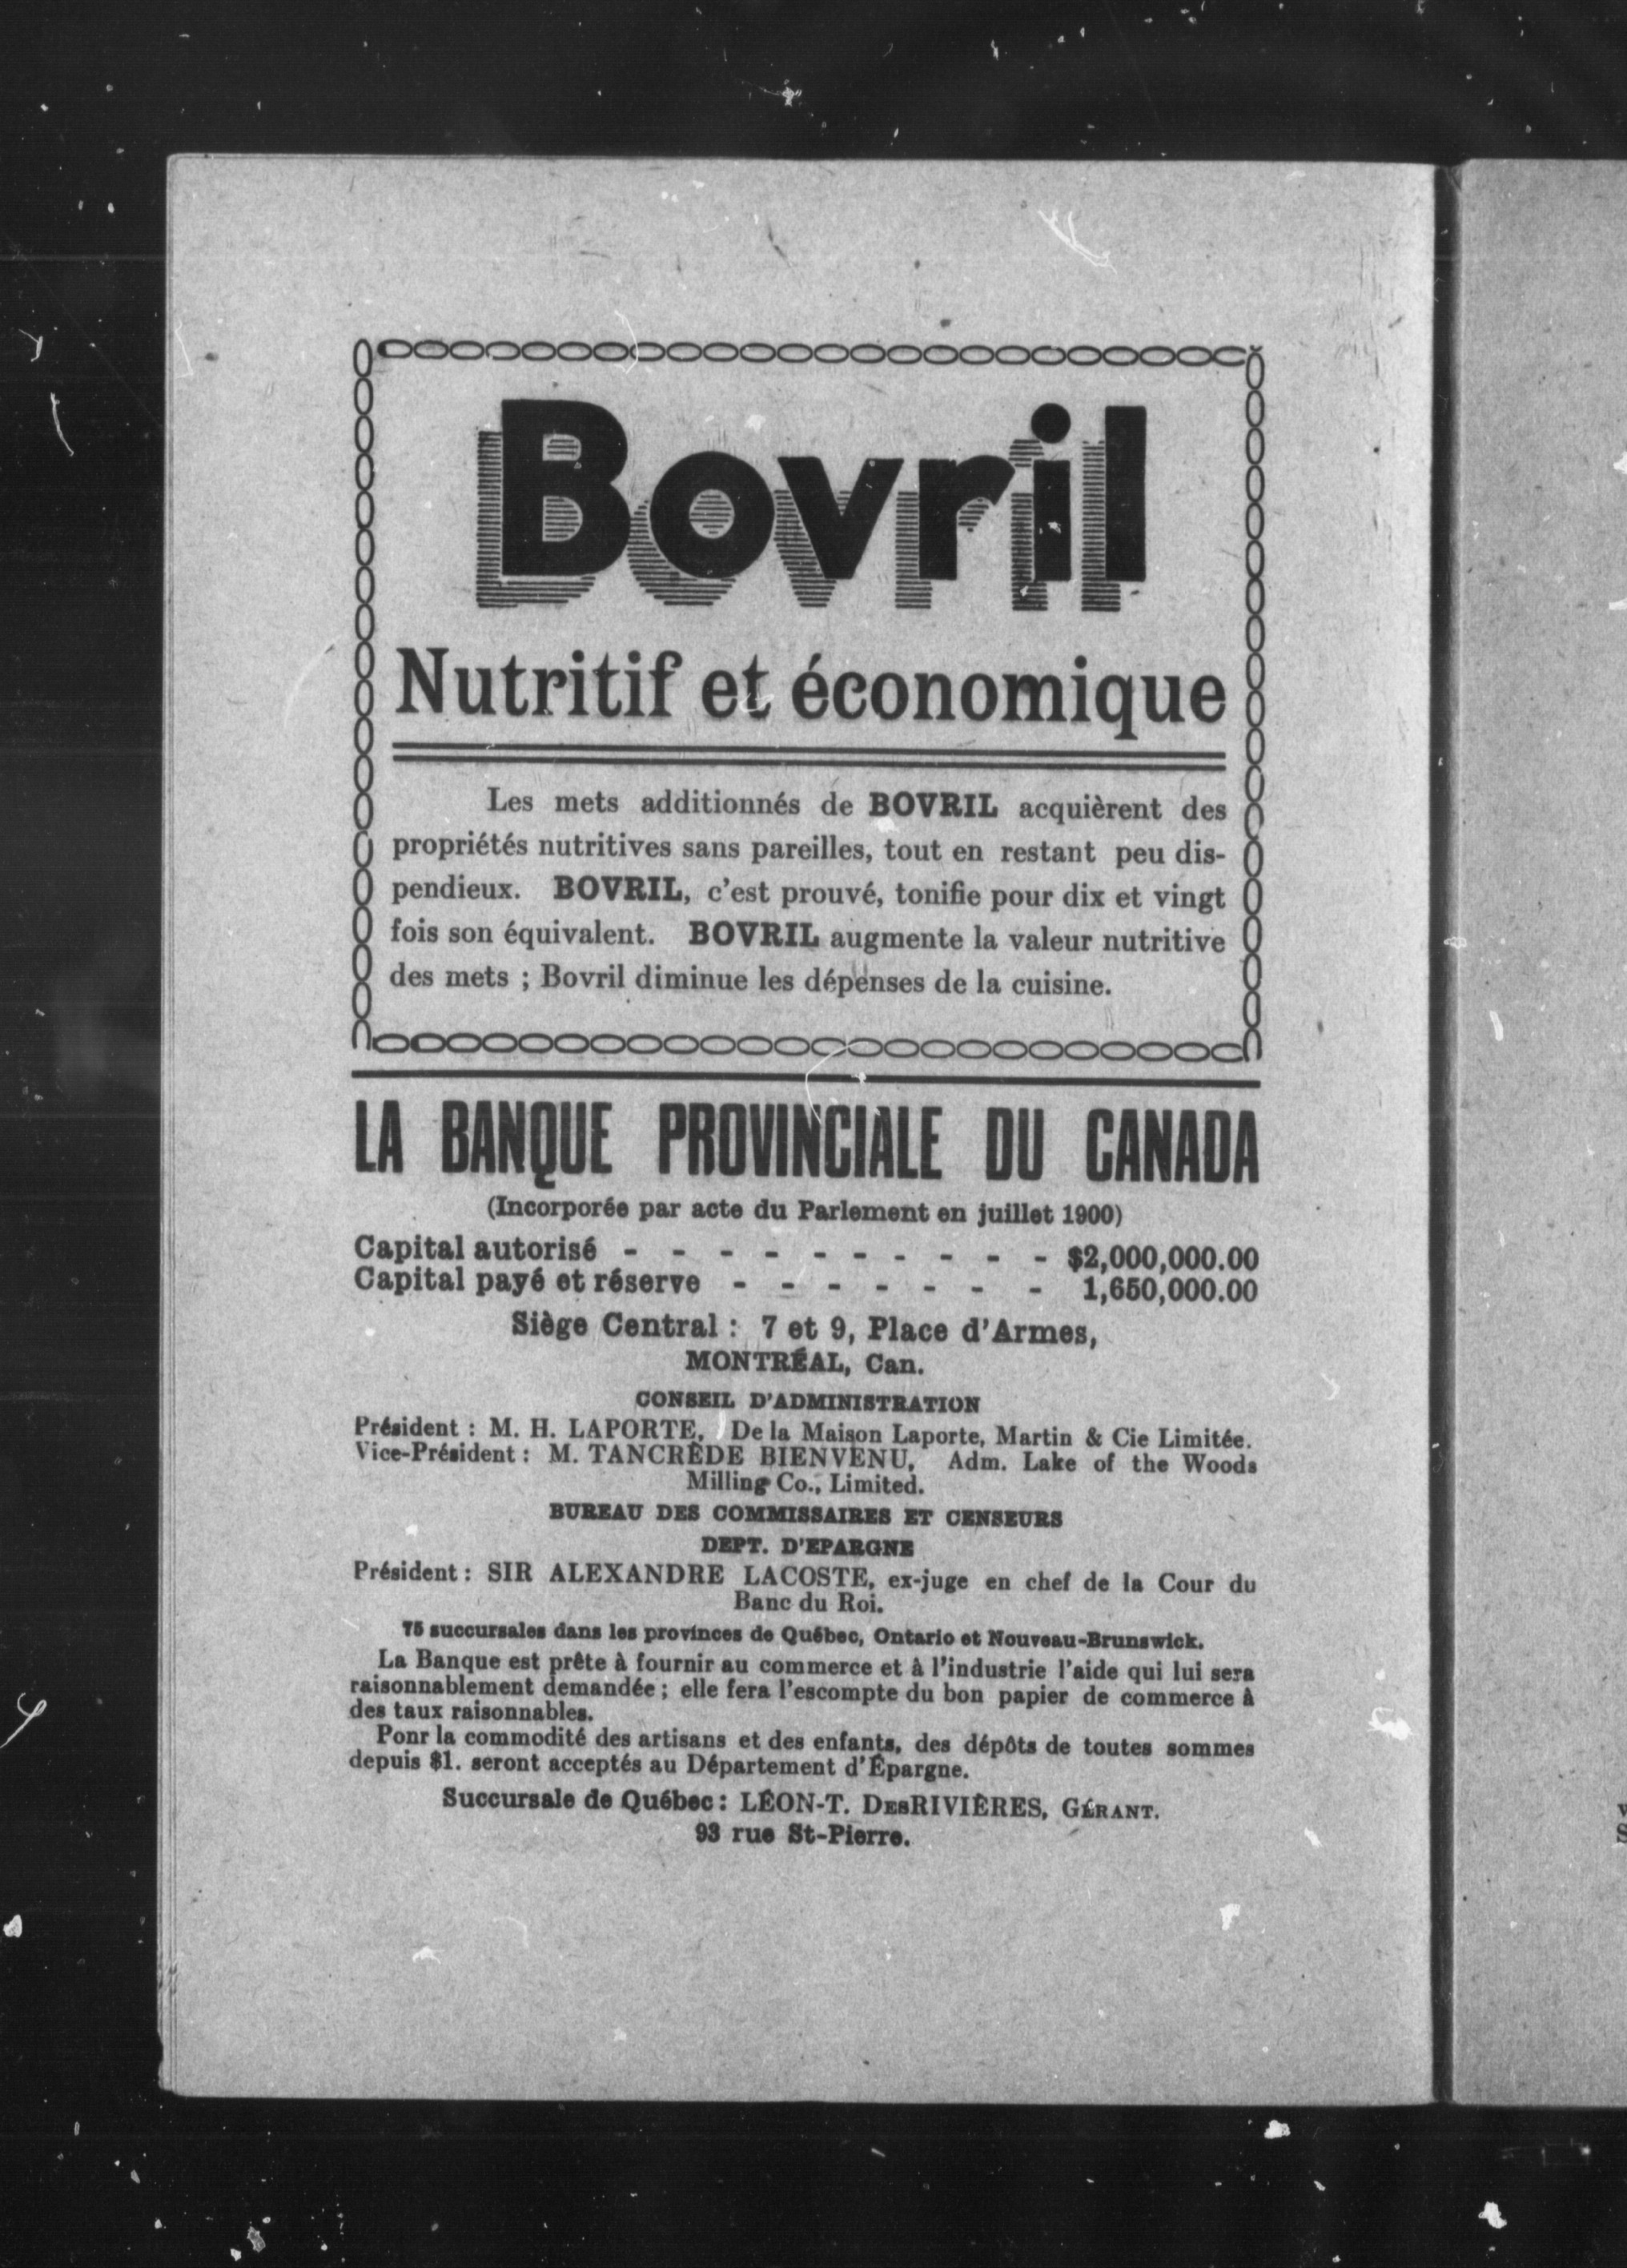 Bovril
Nutritif et économique
Les mets additionnés de BOVRIL acquièrent des
propriétés nutritives sans pareilles, tout en restant peu dis-
pendieux. BOVRIL, c'est prouvé, tonifie pour dix et vingt
fois son équivalent. BOVRIL augmente la valeur nutritive
des mets ; Bovril diminue les dépenses de la cuisine.
LA BANQUE PROVINCIALE DU CANADA
(Incorporée par acte du Parlement en juillet 1900)
Capital autorisé - - - - - - - - - - $2,000,000.00
Capital payé et réserve - - - - - - - 1,650,000.00
Siège Central : 7 et 9, Place d'Armes,
MONTRÉAL, Can.
CONSEIL D'ADMINISTRATION
Président : M. H. LAPORTE, De la Maison Laporte, Martin & Cie Limitée.
Vice-Président : M. TANCRÈDE BIENVENU, Adm. Lake of the Woods
Milling Co., Limited.
BUREAU DES COMMISSAIRES ET CENSEURS
DEPT. D'EPARGNE
Président : SIR ALEXANDRE LACOSTE, ex-juge en chef de la Cour du
Banc du Roi.
75 succursales dans les provinces de Québec, Ontario et Nouveau-Brunswick.
La Banque est prête à fournir au commerce et à l'industrie l'aide qui lui sera
raisonnablement demandée ; elle fera l'escompte du bon papier de commerce à
des taux raisonnables.
Ponr la commodité des artisans et des enfants, des dépôts de toutes sommes
depuis $1. seront acceptés au Département d'Épargne.
Succursale de Québec : LÉON-T. DesRIVIÈRES, Gérant.
93 rue St-Pierre.